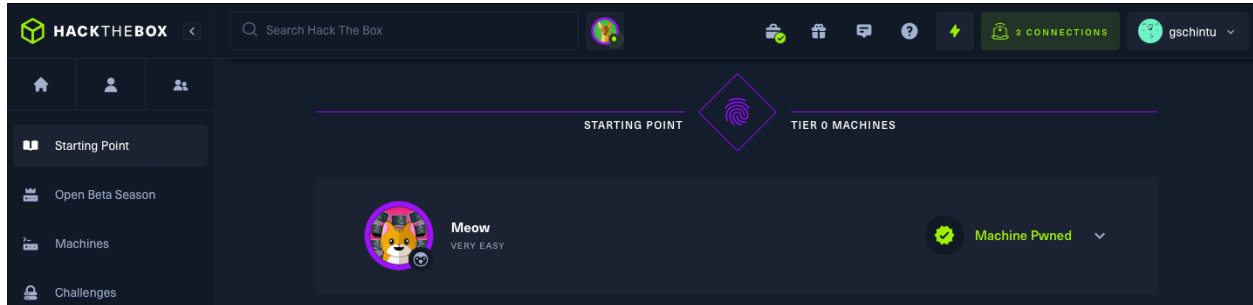 HACKTHEBOX
Search Hack The Box
3 CONNECTIONS
gschintu
STARTING POINT
TIER 0 MACHINES
Starting Point
Open Beta Season
Meow
VERY EASY
Machine Pwned
Machines
Challenges